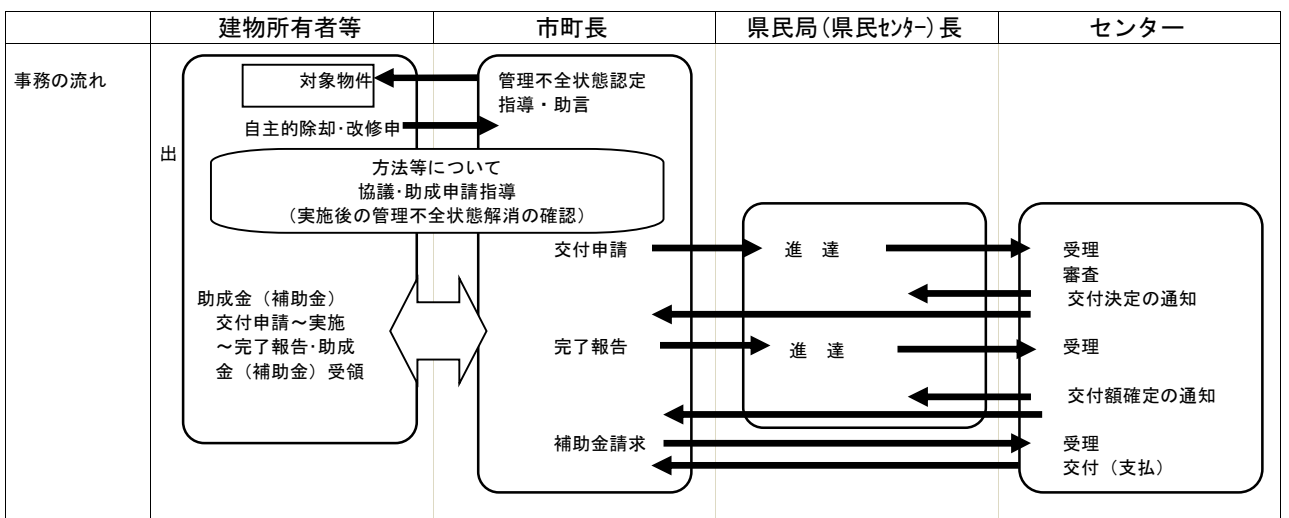 建物所有者等
市町長
県民局(県民ｾﾝﾀｰ)長
センター
事務の流れ
対象物件
管理不全状態認定
指導・助言
自主的除却・改修申
出
方法等について
協議・助成申請指導
（実施後の管理不全状態解消の確認）
交付申請
進　達
受理
審査
交付決定の通知
助成金（補助金）
交付申請～実施
～完了報告・助成
金（補助金）受領
完了報告
進　達
受理
交付額確定の通知
補助金請求
受理
交付（支払）